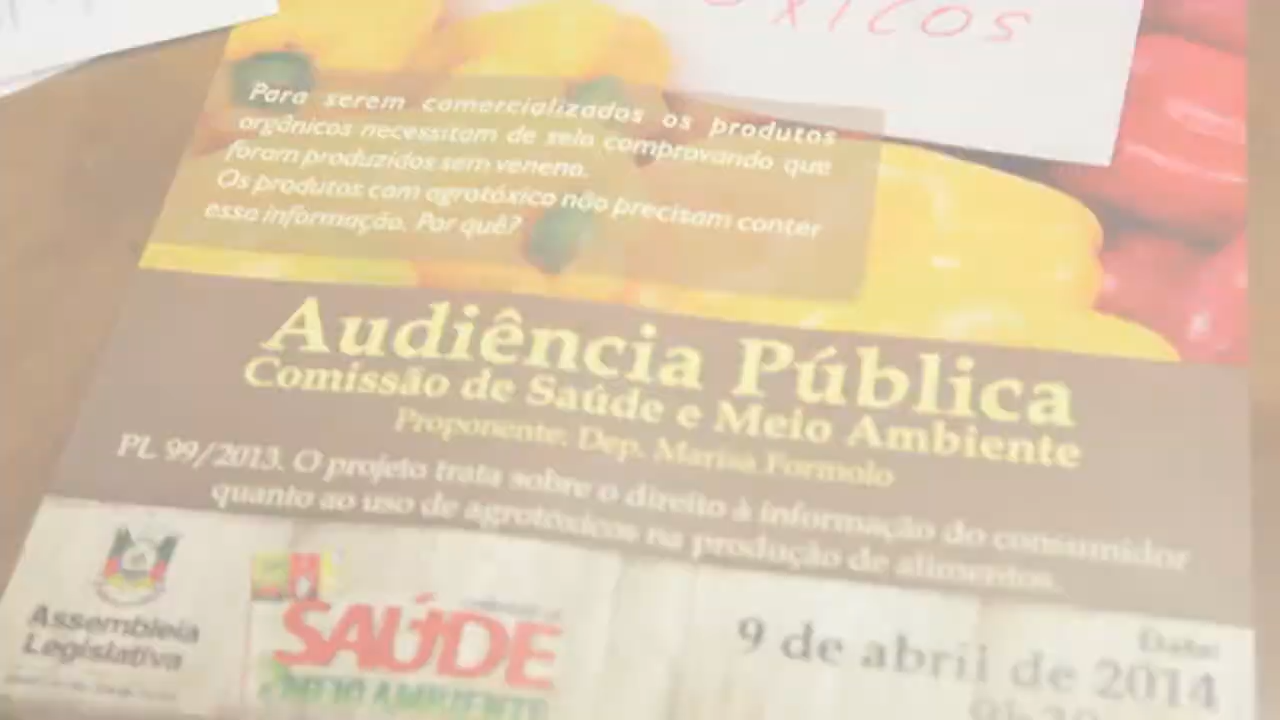 óxicos
Para serem comercializados os produtos
orgânicos necessitam de selo comprovando que
foram produzidos sem veneno.
Os produtos com agrotóxico não precisam conter
essa informação. Por quê?
Audiência Pública
Comissão de Saúde e Meio Ambiente
Proponente: Dep. Marisa Formolo
PL 99/2013. O projeto trata sobre o direito à informação do consumidor
quanto ao uso de agrotóxicos na produção de alimentos.
Assembleia
Legislativa
SAÚDE
MEIO AMBIENTE
Data:
9 de abril de 2014